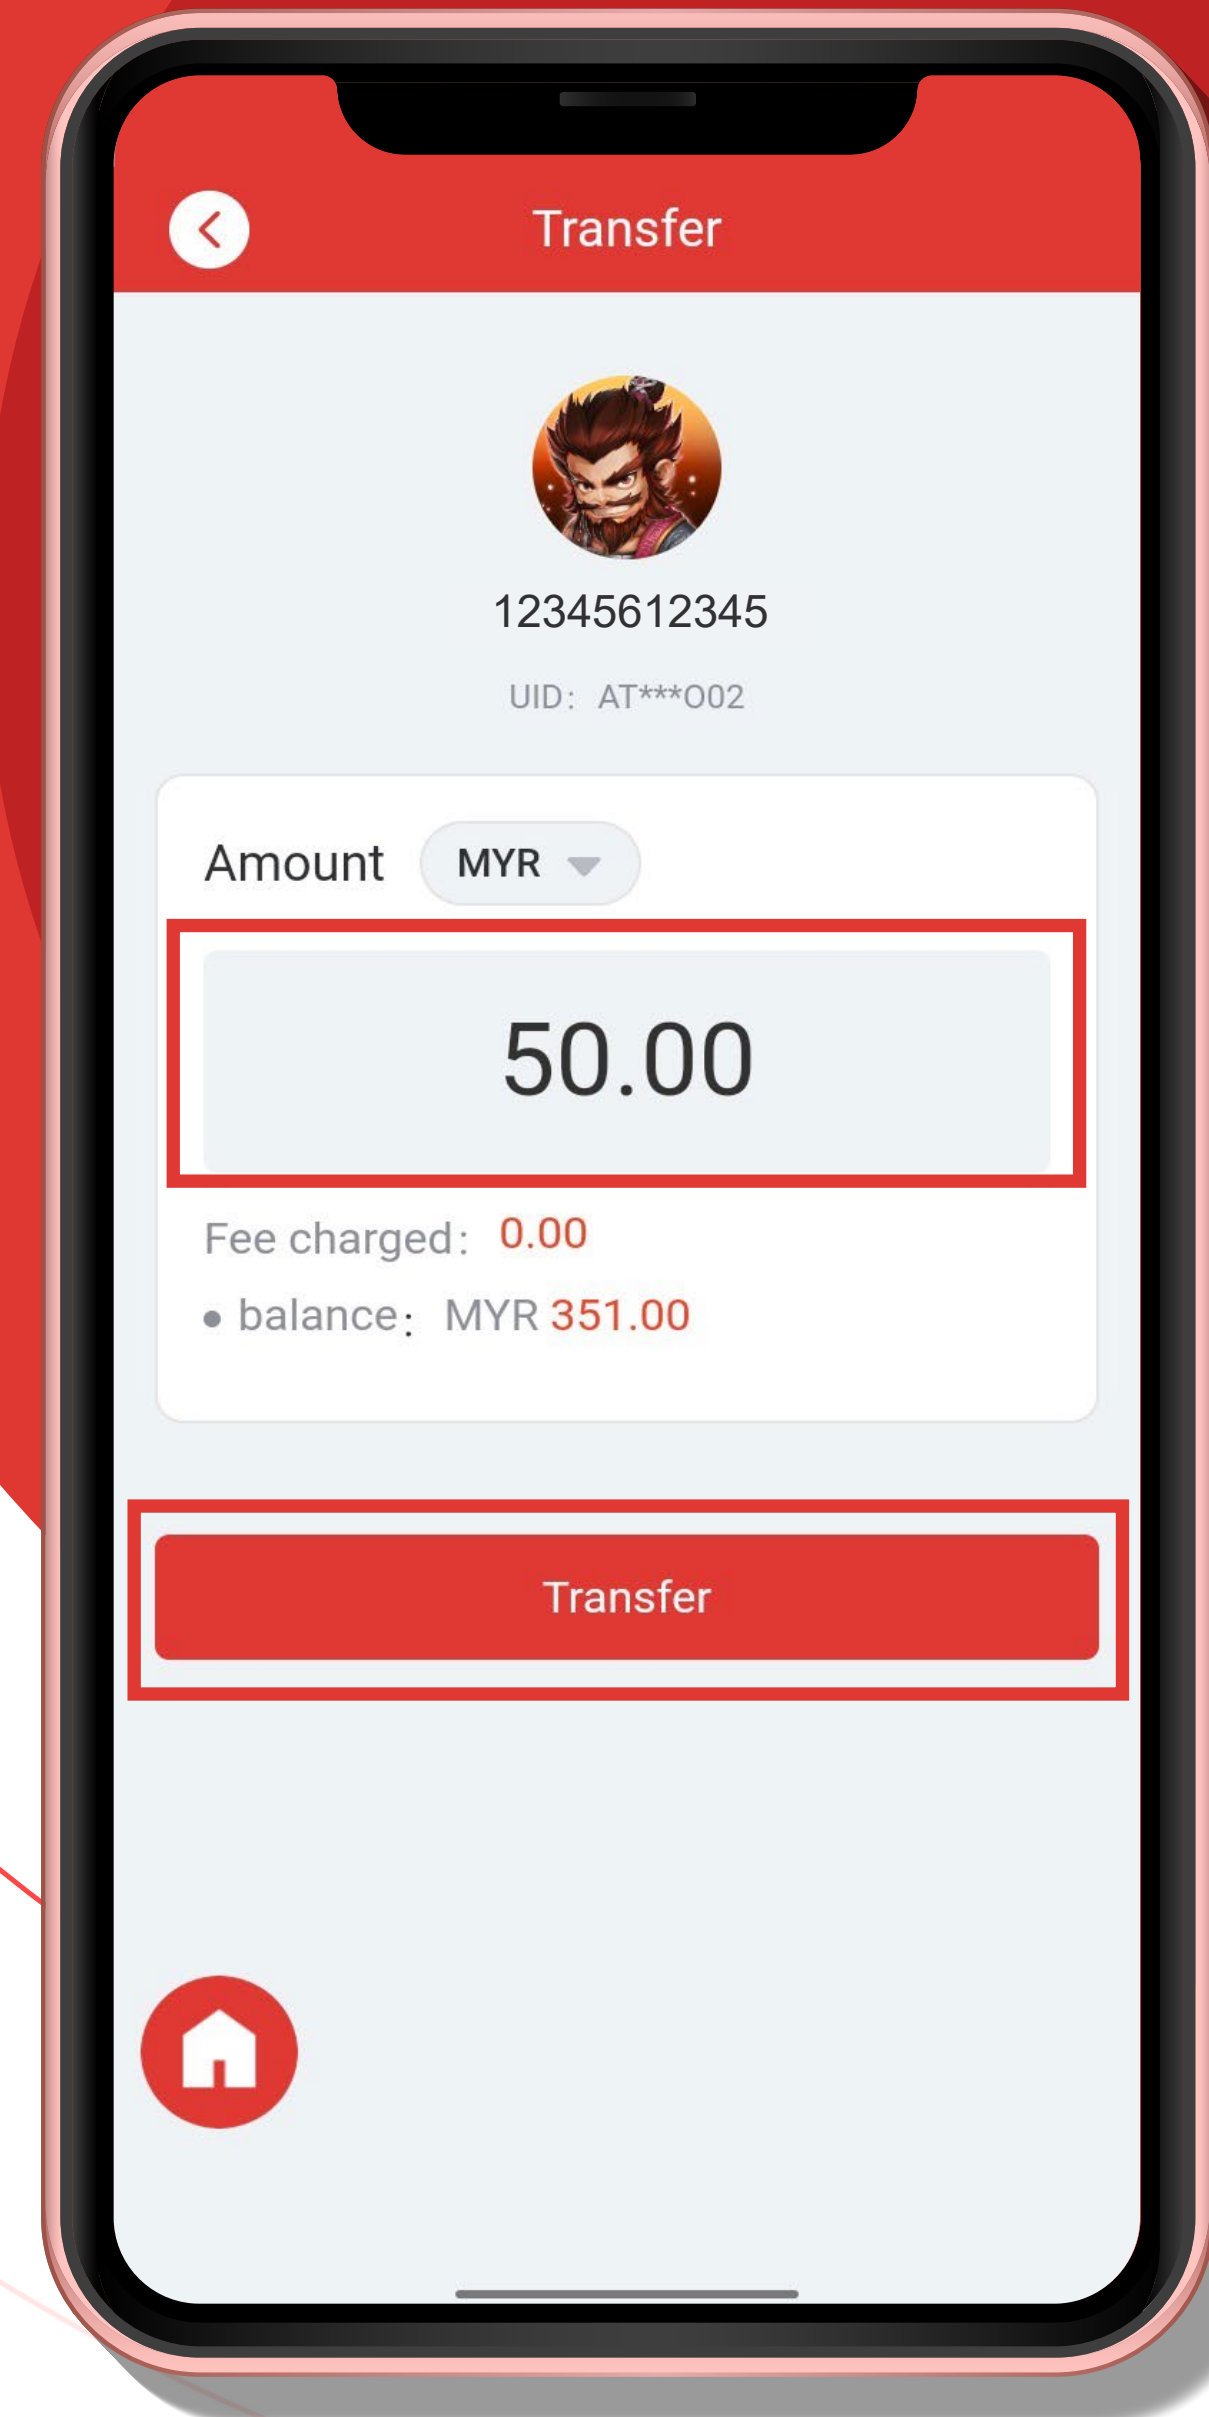 Transfer
12345612345
UID: AT***O02
Amount MYR
50.00
Fee charged: 0.00
• balance: MYR 351.00
Transfer